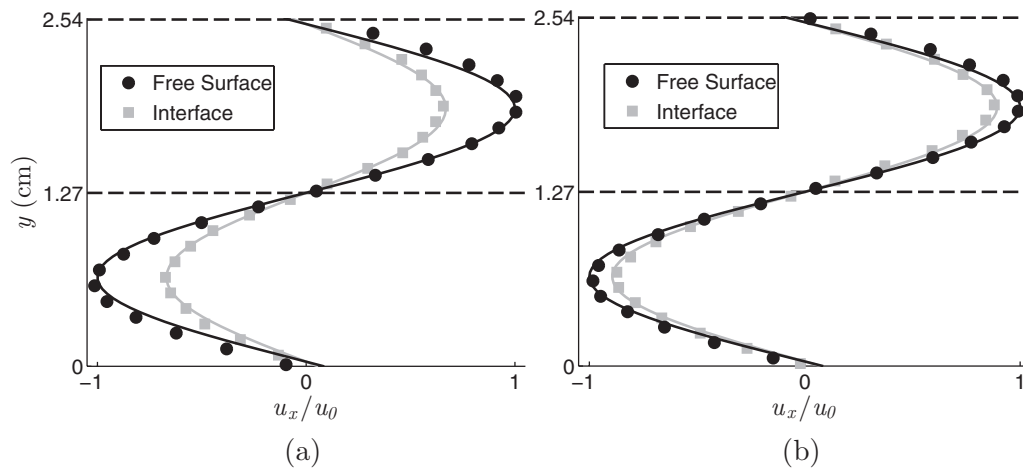 2.54
Free Surface
Interface
1.27
y (cm)
0
−1
0
1
u_x/u_0
(a)
2.54
Free Surface
Interface
1.27
0
−1
0
1
u_x/u_0
(b)